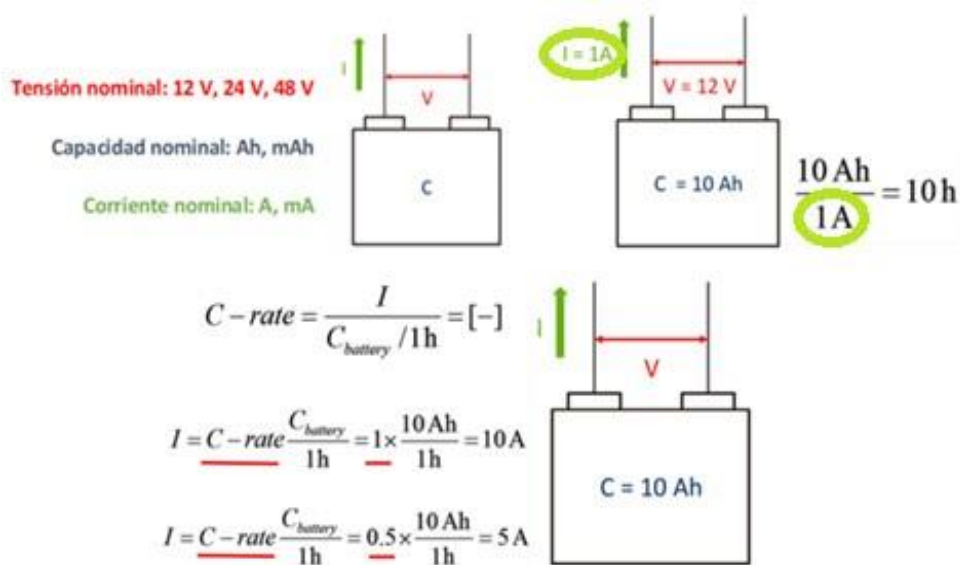 Tensión nominal: 12 V, 24 V, 48 V
Capacidad nominal: Ah, mAh
Corriente nominal: A, mA
I
V
C
I = 1A
V = 12 V
C = 10 Ah
10 Ah / 1 A = 10 h
C – rate = I / (C_battery / 1h) = [–]
I = C – rate C_battery / 1h = 1 × 10 Ah / 1h = 10 A
I = C – rate C_battery / 1h = 0.5 × 10 Ah / 1h = 5 A
I
V
C = 10 Ah